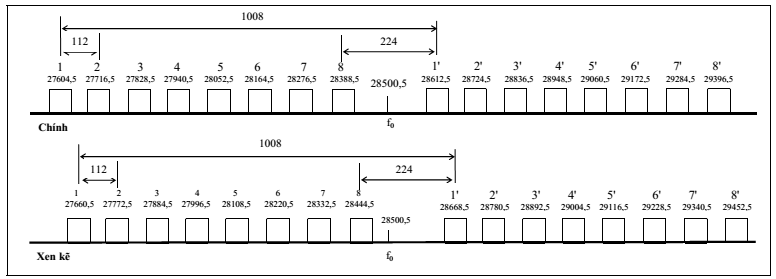 1008
112
224
1 2 3 4 5 6 7 8 1' 2' 3' 4' 5' 6' 7' 8'
27604,5 27716,5 27828,5 27940,5 28052,5 28164,5 28276,5 28388,5 28500,5 28612,5 28724,5 28836,5 28948,5 29060,5 29172,5 29284,5 29396,5
Chính
f₀
1008
112
224
1 2 3 4 5 6 7 8 1' 2' 3' 4' 5' 6' 7' 8'
27660,5 27772,5 27884,5 27996,5 28108,5 28220,5 28332,5 28444,5 28668,5 28780,5 28892,5 29004,5 29116,5 29228,5 29340,5 29452,5
28500,5
Xen kẽ
f₀